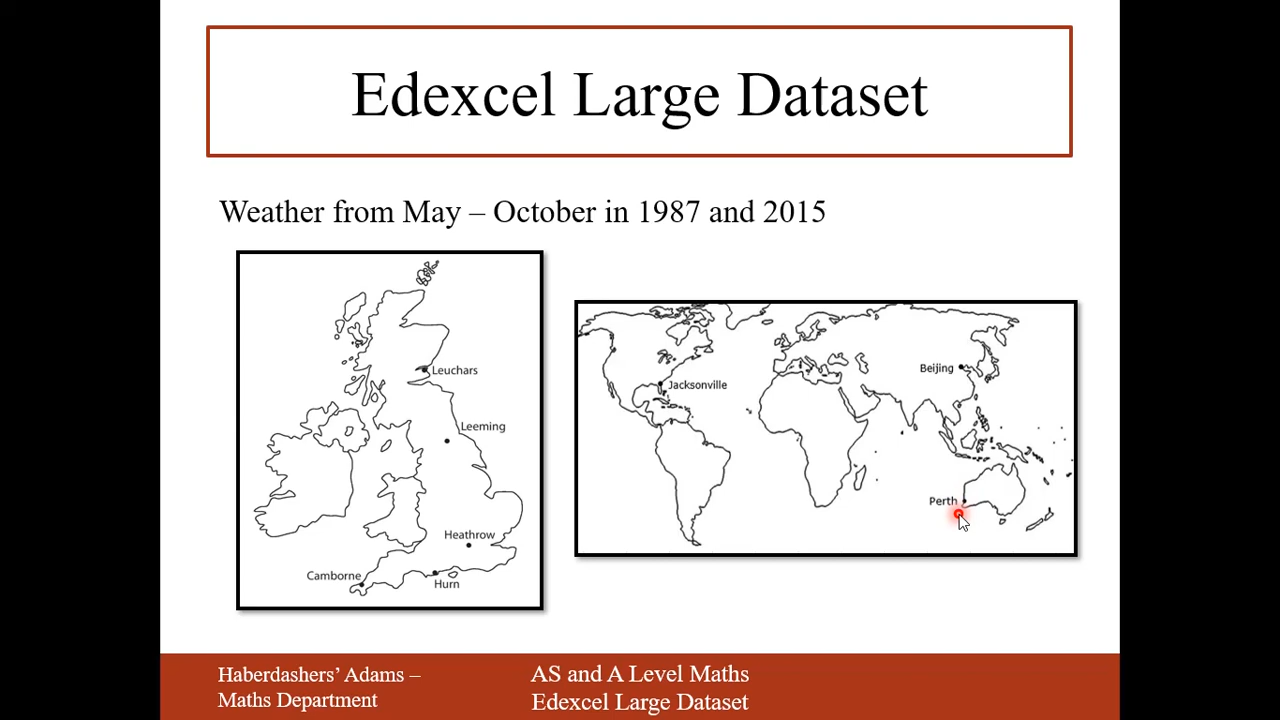 Edexcel Large Dataset
Weather from May – October in 1987 and 2015
Leuchars
Leeming
Heathrow
Camborne
Hurn
Beijing
Jacksonville
Perth
Haberdashers’ Adams –
Maths Department
AS and A Level Maths
Edexcel Large Dataset